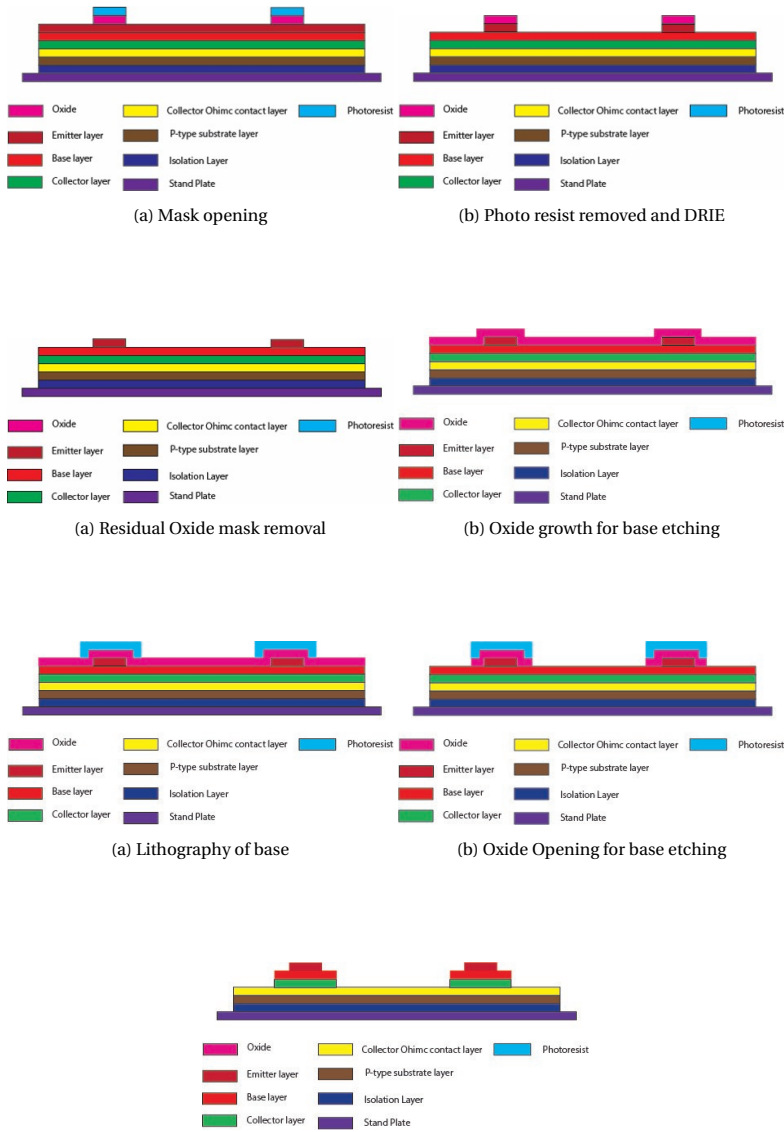 Oxide Collector Ohimc contact layer Photoresist
Emitter layer P-type substrate layer
Base layer Isolation Layer
Collector layer Stand Plate
(a) Mask opening
Oxide Collector Ohimc contact layer Photoresist
Emitter layer P-type substrate layer
Base layer Isolation Layer
Collector layer Stand Plate
(b) Photo resist removed and DRIE
Oxide Collector Ohimc contact layer Photoresist
Emitter layer P-type substrate layer
Base layer Isolation Layer
Collector layer Stand Plate
(a) Residual Oxide mask removal
Oxide Collector Ohimc contact layer Photoresist
Emitter layer P-type substrate layer
Base layer Isolation Layer
Collector layer Stand Plate
(b) Oxide growth for base etching
Oxide Collector Ohimc contact layer Photoresist
Emitter layer P-type substrate layer
Base layer Isolation Layer
Collector layer Stand Plate
(a) Lithography of base
Oxide Collector Ohimc contact layer Photoresist
Emitter layer P-type substrate layer
Base layer Isolation Layer
Collector layer Stand Plate
(b) Oxide Opening for base etching
Oxide Collector Ohimc contact layer Photoresist
Emitter layer P-type substrate layer
Base layer Isolation Layer
Collector layer Stand Plate